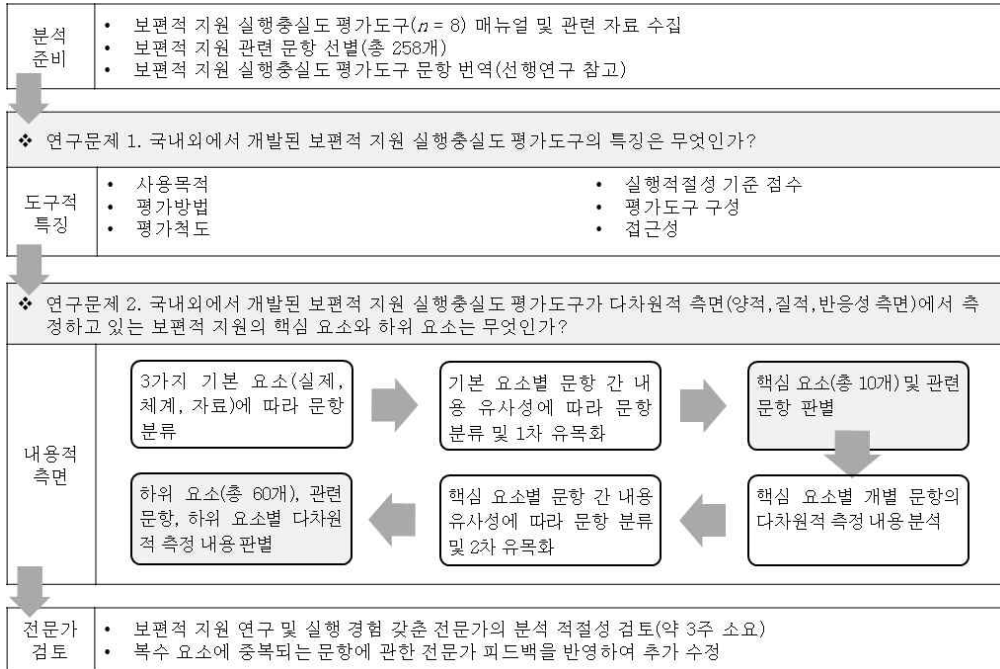 분석
준비
• 보편적 지원 실행충실도 평가도구(n = 8) 매뉴얼 및 관련 자료 수집
• 보편적 지원 관련 문항 선별(총 258개)
• 보편적 지원 실행충실도 평가도구 문항 번역(선행연구 참고)
❖ 연구문제 1. 국내외에서 개발된 보편적 지원 실행충실도 평가도구의 특징은 무엇인가?
도구적
특징
• 사용목적
• 평가방법
• 평가척도
• 실행적절성 기준 점수
• 평가도구 구성
• 접근성
❖ 연구문제 2. 국내외에서 개발된 보편적 지원 실행충실도 평가도구가 다차원적 측면(양적,질적,반응성 측면)에서 측
정하고 있는 보편적 지원의 핵심 요소와 하위 요소는 무엇인가?
내용적
측면
3가지 기본 요소(실제,
체계, 자료)에 따라 문항
분류
기본 요소별 문항 간 내
용 유사성에 따라 문항
분류 및 1차 유목화
핵심 요소(총 10개) 및 관련
문항 판별
핵심 요소별 개별 문항의
다차원적 측정 내용 분석
핵심 요소별 문항 간 내용
유사성에 따라 문항 분류
및 2차 유목화
하위 요소(총 60개), 관련
문항, 하위 요소별 다차원
적 측정 내용 판별
전문가
검토
• 보편적 지원 연구 및 실행 경험 갖춘 전문가의 분석 적절성 검토(약 3주 소요)
• 복수 요소에 중복되는 문항에 관한 전문가 피드백을 반영하여 추가 수정